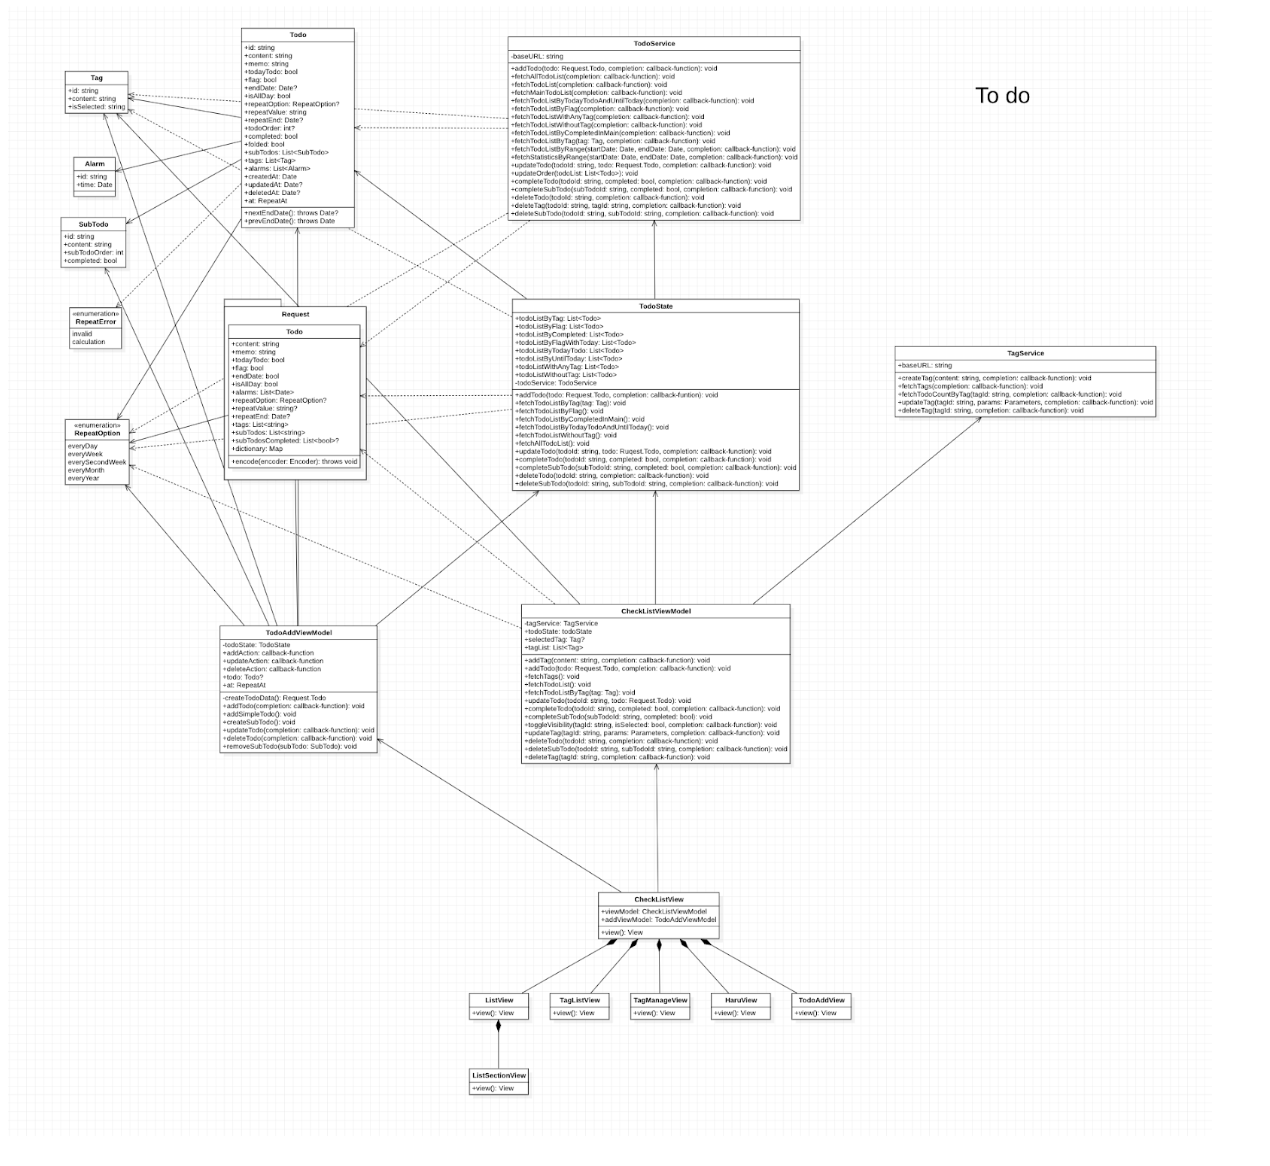 To do
Todo
+id: string
+content: string
+memo: string
+todayTodo: bool
+flag: bool
+endDate: Date?
+isAllDay: bool
+repeatOption: RepeatOption?
+repeatValue: string
+repeatEnd: Date?
+todoOrder: int?
+completed: bool
+folded: bool
+subTodos: List<SubTodo>
+tags: List<Tag>
+alarms: List<Alarm>
+createdAt: Date
+updatedAt: Date?
+deletedAt: Date?
+at: RepeatAt
+nextEndDate(): throws Date?
+prevEndDate(): throws Date
TodoService
-baseURL: string
+addTodo(todo: Request.Todo, completion: callback-function): void
+fetchAllTodoList(completion: callback-function): void
+fetchTodoList(completion: callback-function): void
+fetchMainTodoList(completion: callback-function): void
+fetchTodoListByTodayTodoAndUntilToday(completion: callback-function): void
+fetchTodoListByFlag(completion: callback-function): void
+fetchTodoListWithAnyTag(completion: callback-function): void
+fetchTodoListWithoutTag(completion: callback-function): void
+fetchTodoListByCompletedInMain(completion: callback-function): void
+fetchTodoListByTag(tag: Tag, completion: callback-function): void
+fetchTodoListByRange(startDate: Date, endDate: Date, completion: callback-function): void
+fetchStatisticsByRange(startDate: Date, endDate: Date, completion: callback-function): void
+updateTodo(todoId: string, todo: Request.Todo, completion: callback-function): void
+updateOrder(todoList: List<Todo>): void
+completeTodo(todoId: string, completed: bool, completion: callback-function): void
+completeSubTodo(subTodoId: string, completed: bool, completion: callback-function): void
+deleteTodo(todoId: string, completion: callback-function): void
+deleteTag(todoId: string, tagId: string, completion: callback-function): void
+deleteSubTodo(todoId: string, subTodoId: string, completion: callback-function): void
Tag
+id: string
+content: string
+isSelected: string
Alarm
+id: string
+time: Date
SubTodo
+id: string
+content: string
+subTodoOrder: int
+completed: bool
«enumeration»
RepeatError
invalid
calculation
Request
Todo
+content: string
+memo: string
+todayTodo: bool
+flag: bool
+endDate: bool
+isAllDay: bool
+alarms: List<Date>
+repeatOption: RepeatOption?
+repeatValue: string?
+repeatEnd: Date?
+tags: List<string>
+subTodos: List<string>
+subTodosCompleted: List<bool>?
+dictionary: Map
+encode(encoder: Encoder): throws void
TodoState
+todoListByTag: List<Todo>
+todoListByFlag: List<Todo>
+todoListByCompleted: List<Todo>
+todoListByFlagWithToday: List<Todo>
+todoListByTodayTodo: List<Todo>
+todoListByUntilToday: List<Todo>
+todoListWithAnyTag: List<Todo>
+todoListWithoutTag: List<Todo>
-todoService: TodoService
+addTodo(todo: Request.Todo, completion: callback-function): void
+fetchTodoListByTag(tag: Tag): void
+fetchTodoListByFlag(): void
+fetchTodoListByCompletedInMain(): void
+fetchTodoListByTodayTodoAndUntilToday(): void
+fetchTodoListWithoutTag(): void
+fetchAllTodoList(): void
+updateTodo(todoId: string, todo: Ruqest.Todo, completion: callback-function): void
+completeTodo(todoId: string, completed: bool, completion: callback-function): void
+completeSubTodo(subTodoId: string, completed: bool, completion: callback-function): void
+deleteTodo(todoId: string, completion: callback-function): void
+deleteSubTodo(todoId: string, subTodoId: string, completion: callback-function): void
TagService
+baseURL: string
+createTag(content: string, completion: callback-function): void
+fetchTags(completion: callback-function): void
+fetchTodoCountByTag(tagId: string, completion: callback-function): void
+updateTag(tagId: string, params: Parameters, completion: callback-function): void
+deleteTag(tagId: string, completion: callback-function): void
«enumeration»
RepeatOption
everyDay
everyWeek
everySecondWeek
everyMonth
everyYear
TodoAddViewModel
-todoState: TodoState
+addAction: callback-function
+updateAction: callback-function
+deleteAction: callback-function
+todo: Todo?
+at: RepeatAt
-createTodoData(): Request.Todo
+addTodo(completion: callback-function): void
+addSimpleTodo(): void
+createSubTodo(): void
+updateTodo(completion: callback-function): void
+deleteTodo(completion: callback-function): void
+removeSubTodo(subTodo: SubTodo): void
CheckListViewModel
-tagService: TagService
+todoState: todoState
+selectedTag: Tag?
+tagList: List<Tag>
+addTag(content: string, completion: callback-function): void
+addTodo(todo: Request.Todo, completion: callback-function): void
+fetchTags(): void
+fetchTodoList(): void
+fetchTodoListByTag(tag: Tag): void
+updateTodo(todoId: string, todo: Request.Todo): void
+completeTodo(todoId: string, completed: bool, completion: callback-function): void
+completeSubTodo(subTodoId: string, completed: bool): void
+toggleVisibility(tagId: string, isSelected: bool, completion: callback-function): void
+updateTag(tagId: string, params: Parameters, completion: callback-function): void
+deleteTodo(todoId: string, completion: callback-function): void
+deleteSubTodo(todoId: string, subTodoId: string, completion: callback-function): void
+deleteTag(tagId: string, completion: callback-function): void
CheckListView
+viewModel: CheckListViewModel
+addViewModel: TodoAddViewModel
+view(): View
ListView
+view(): View
TagListView
+view(): View
TagManageView
+view(): View
HaruView
+view(): View
TodoAddView
+view(): View
ListSectionView
+view(): View